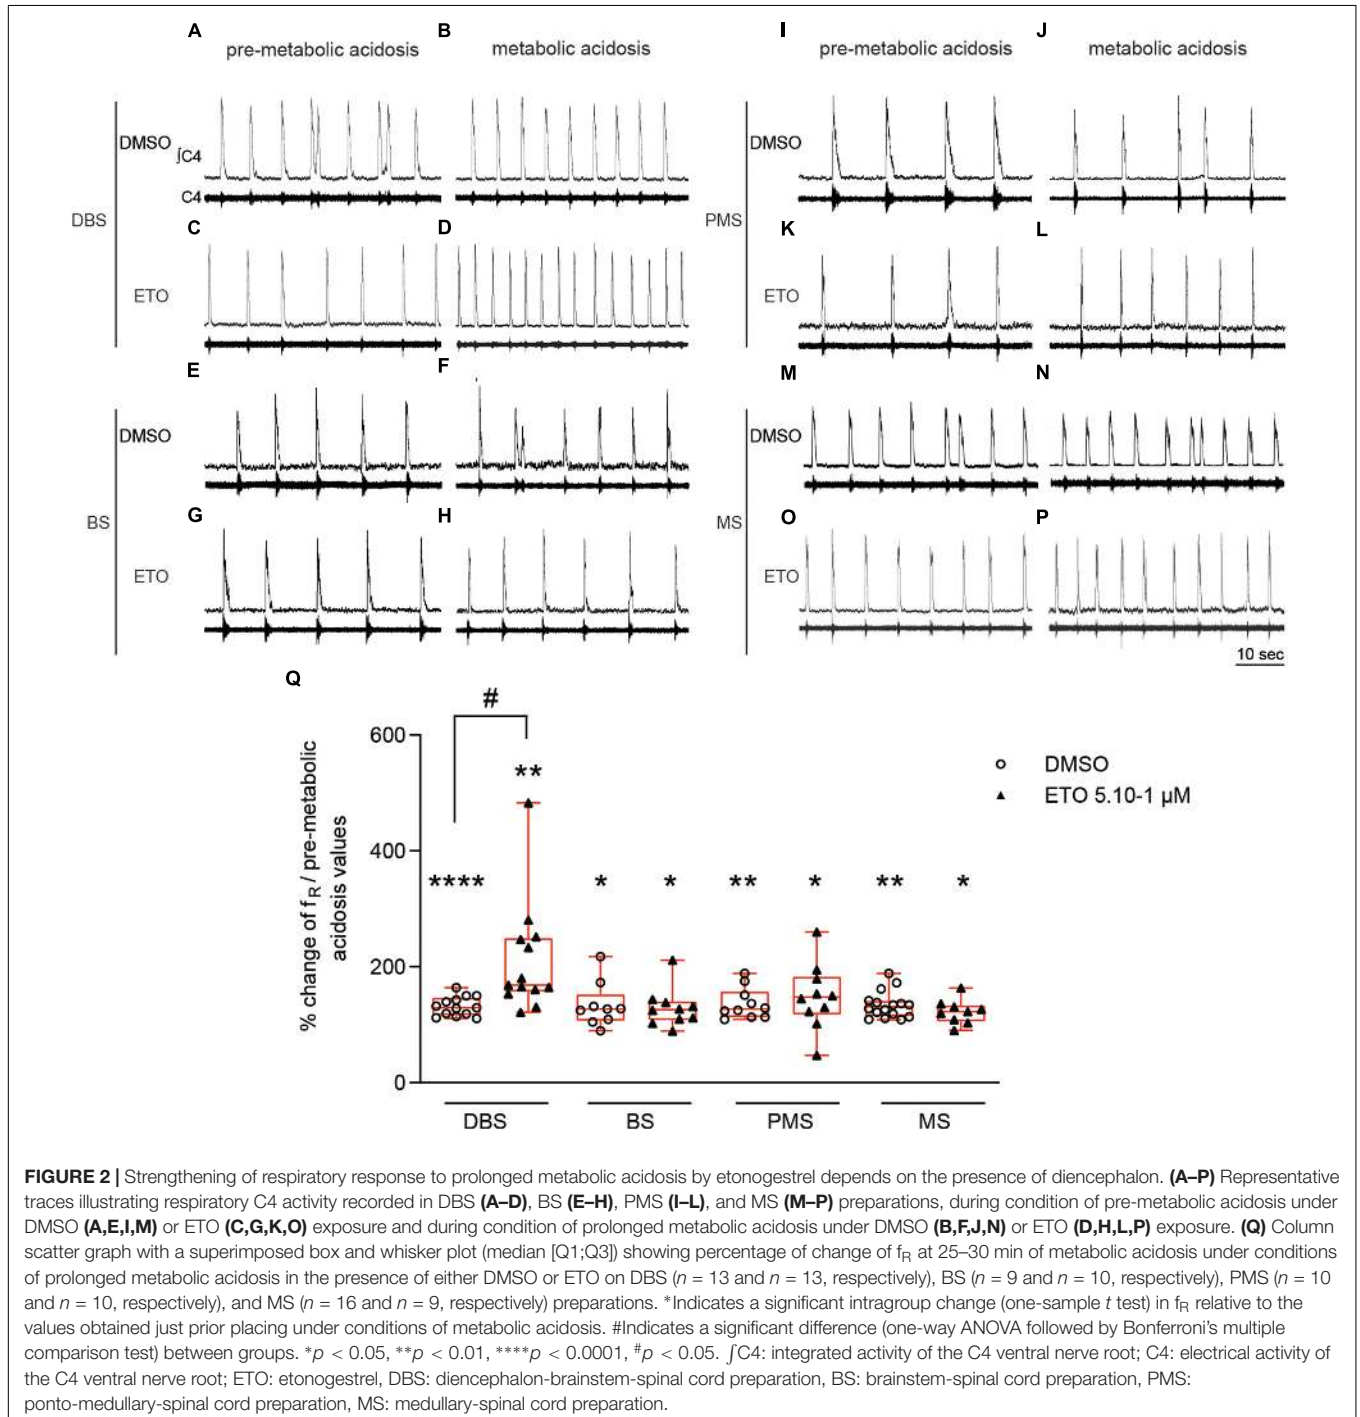 A
B
I
J
pre-metabolic acidosis
metabolic acidosis
pre-metabolic acidosis
metabolic acidosis
DMSO
∫C4
C4
DMSO
DBS
PMS
C
D
K
L
ETO
ETO
E
F
M
N
DMSO
DMSO
BS
MS
G
H
O
P
ETO
ETO
10 sec
Q
% change of fR / pre-metabolic
acidosis values
600
400
200
0
#
**
****
*
*
**
*
**
*
DMSO
ETO 5.10-1 µM
DBS
BS
PMS
MS
FIGURE 2 | Strengthening of respiratory response to prolonged metabolic acidosis by etonogestrel depends on the presence of diencephalon. (A–P) Representative
traces illustrating respiratory C4 activity recorded in DBS (A–D), BS (E–H), PMS (I–L), and MS (M–P) preparations, during condition of pre-metabolic acidosis under
DMSO (A,E,I,M) or ETO (C,G,K,O) exposure and during condition of prolonged metabolic acidosis under DMSO (B,F,J,N) or ETO (D,H,L,P) exposure. (Q) Column
scatter graph with a superimposed box and whisker plot (median [Q1;Q3]) showing percentage of change of fR at 25–30 min of metabolic acidosis under conditions
of prolonged metabolic acidosis in the presence of either DMSO or ETO on DBS (n = 13 and n = 13, respectively), BS (n = 9 and n = 10, respectively), PMS (n = 10
and n = 10, respectively), and MS (n = 16 and n = 9, respectively) preparations. *Indicates a significant intragroup change (one-sample t test) in fR relative to the
values obtained just prior placing under conditions of metabolic acidosis. #Indicates a significant difference (one-way ANOVA followed by Bonferroni's multiple
comparison test) between groups. *p < 0.05, **p < 0.01, ****p < 0.0001, #p < 0.05. ∫C4: integrated activity of the C4 ventral nerve root; C4: electrical activity of
the C4 ventral nerve root; ETO: etonogestrel, DBS: diencephalon-brainstem-spinal cord preparation, BS: brainstem-spinal cord preparation, PMS:
ponto-medullary-spinal cord preparation, MS: medullary-spinal cord preparation.